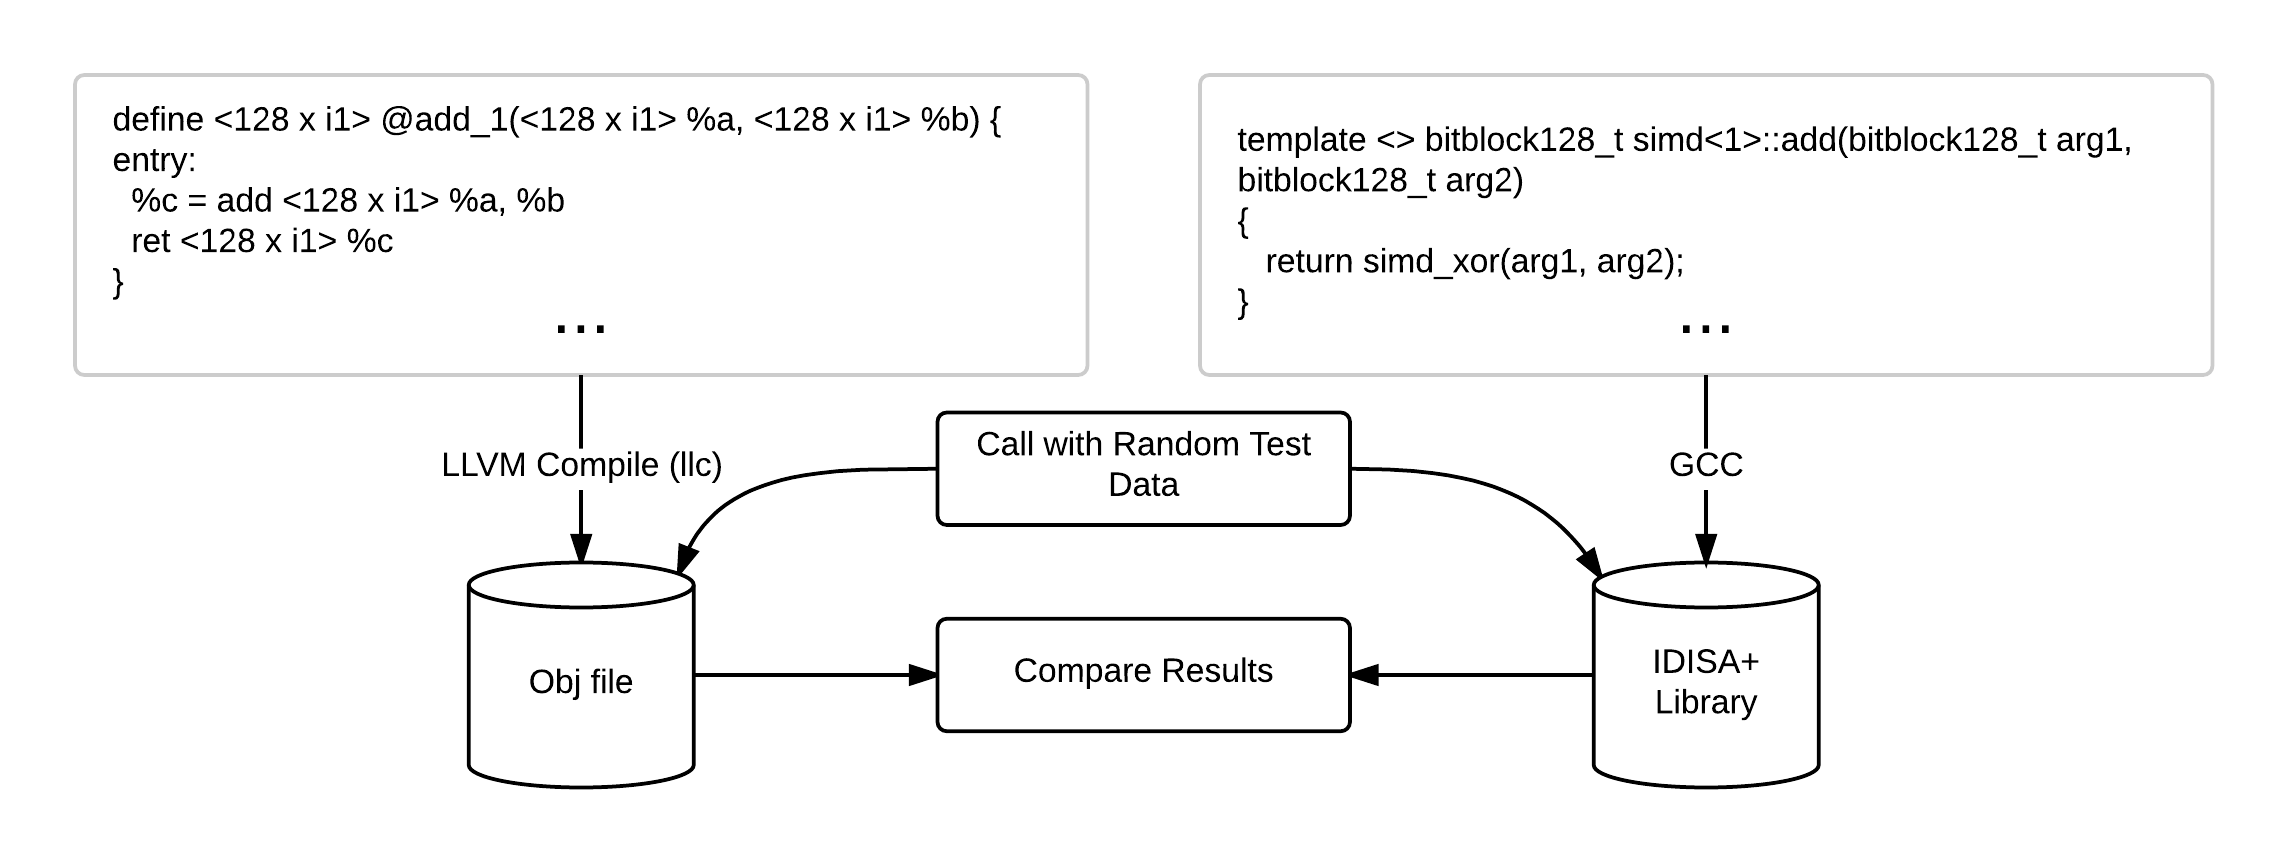 define <128 x i1> @add_1(<128 x i1> %a, <128 x i1> %b) {
entry:
  %c = add <128 x i1> %a, %b
  ret <128 x i1> %c
}
...
template <> bitblock128_t simd<1>::add(bitblock128_t arg1,
bitblock128_t arg2)
{
   return simd_xor(arg1, arg2);
}
...
LLVM Compile (llc)
Call with Random Test
Data
GCC
Obj file
Compare Results
IDISA+
Library